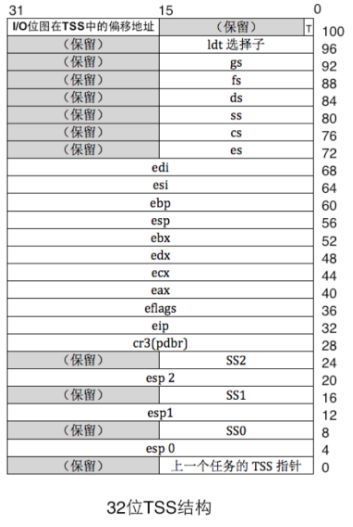 31 15 0
I/O位图在TSS中的偏移地址 (保留) T 100
(保留) ldt 选择子 96
(保留) gs 92
(保留) fs 88
(保留) ds 84
(保留) ss 80
(保留) cs 76
(保留) es 72
edi 68
esi 64
ebp 60
esp 56
ebx 52
edx 48
ecx 44
eax 40
eflags 36
eip 32
cr3(pdbr) 28
(保留) SS2 24
esp 2 20
(保留) SS1 16
esp1 12
(保留) SS0 8
esp 0 4
(保留) 上一个任务的 TSS 指针 0
32位TSS结构